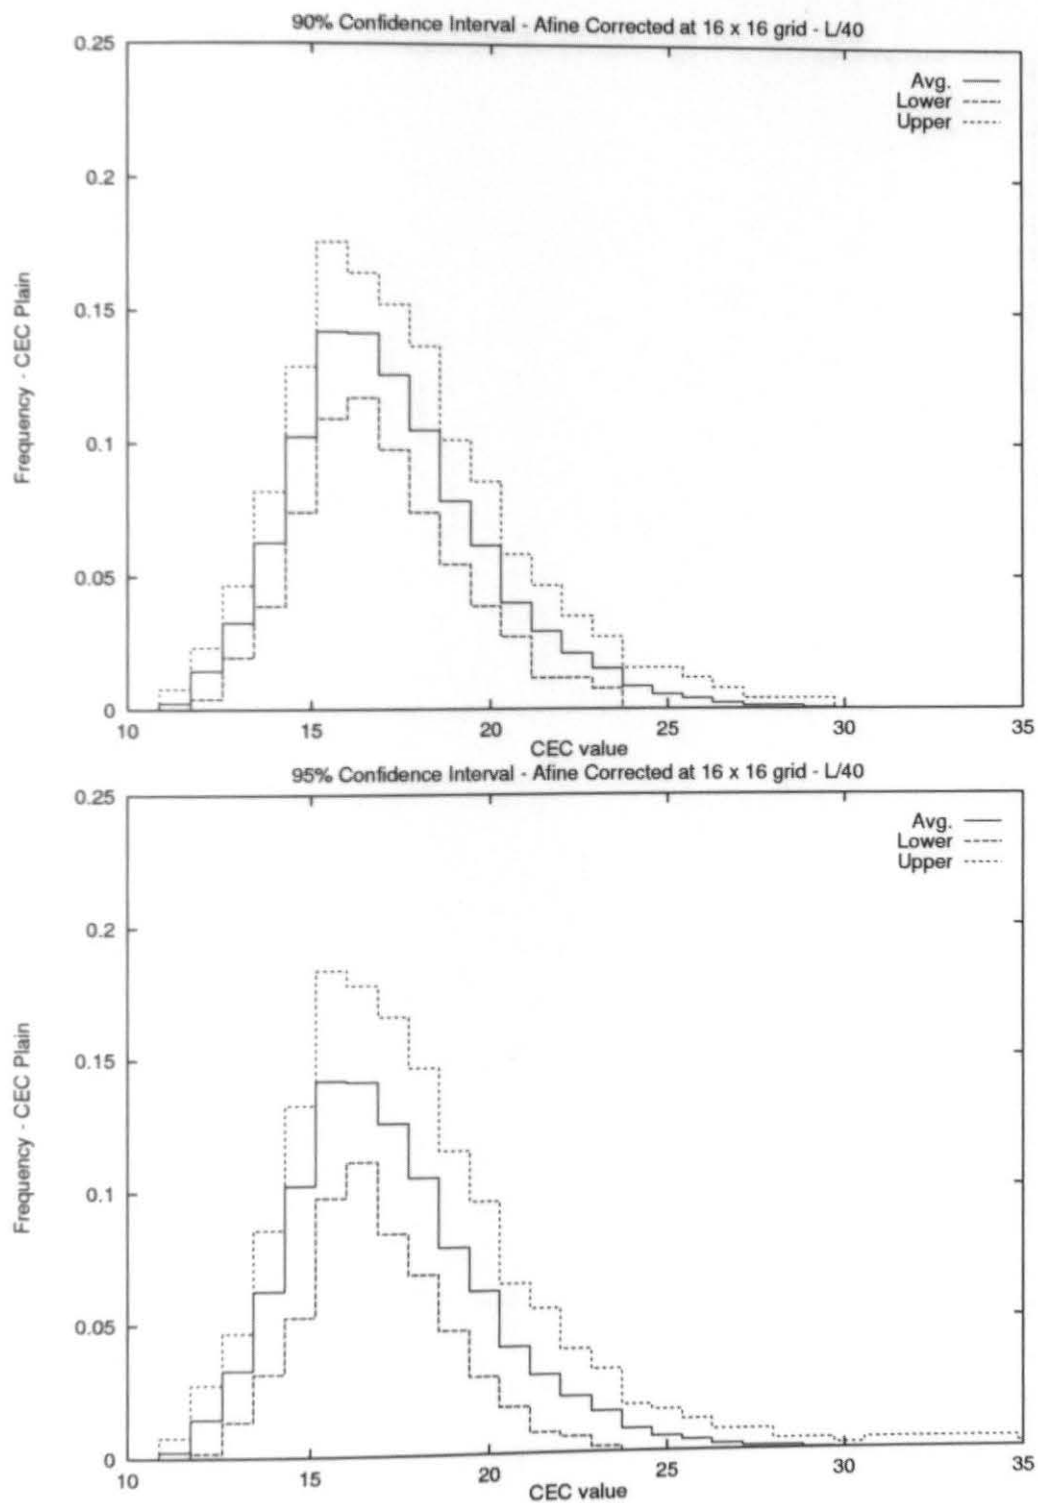 90% Confidence Interval - Afine Corrected at 16 x 16 grid - L/40
0.25
0.2
0.15
0.1
0.05
0
Frequency - CEC Plain
Avg.
Lower
Upper
10 15 20 25 30 35
CEC value
95% Confidence Interval - Afine Corrected at 16 x 16 grid - L/40
0.25
0.2
0.15
0.1
0.05
0
Frequency - CEC Plain
Avg.
Lower
Upper
10 15 20 25 30 35
CEC value